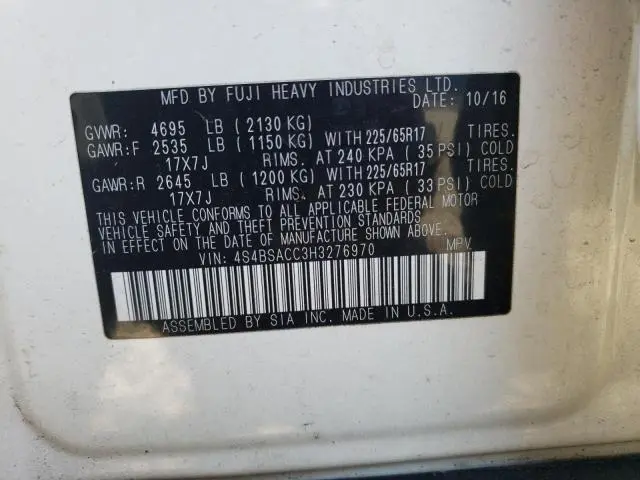 MFD BY FUJI HEAVY INDUSTRIES LTD.
DATE: 10/16
GVWR: 4695 LB ( 2130 KG)
GAWR:F 2535 LB ( 1150 KG) WITH 225/65R17 TIRES.
17X7J RIMS. AT 240 KPA ( 35 PSI) COLD
GAWR:R 2645 LB ( 1200 KG) WITH 225/65R17 TIRES.
17X7J RIMS. AT 230 KPA ( 33 PSI) COLD
THIS VEHICLE CONFORMS TO ALL APPLICABLE FEDERAL MOTOR
VEHICLE SAFETY AND THEFT PREVENTION STANDARDS
IN EFFECT ON THE DATE OF MANUFACTURE SHOWN ABOVE.
VIN: 4S4BSACC3H3276970 MPV
ASSEMBLED BY SIA INC. MADE IN U.S.A.